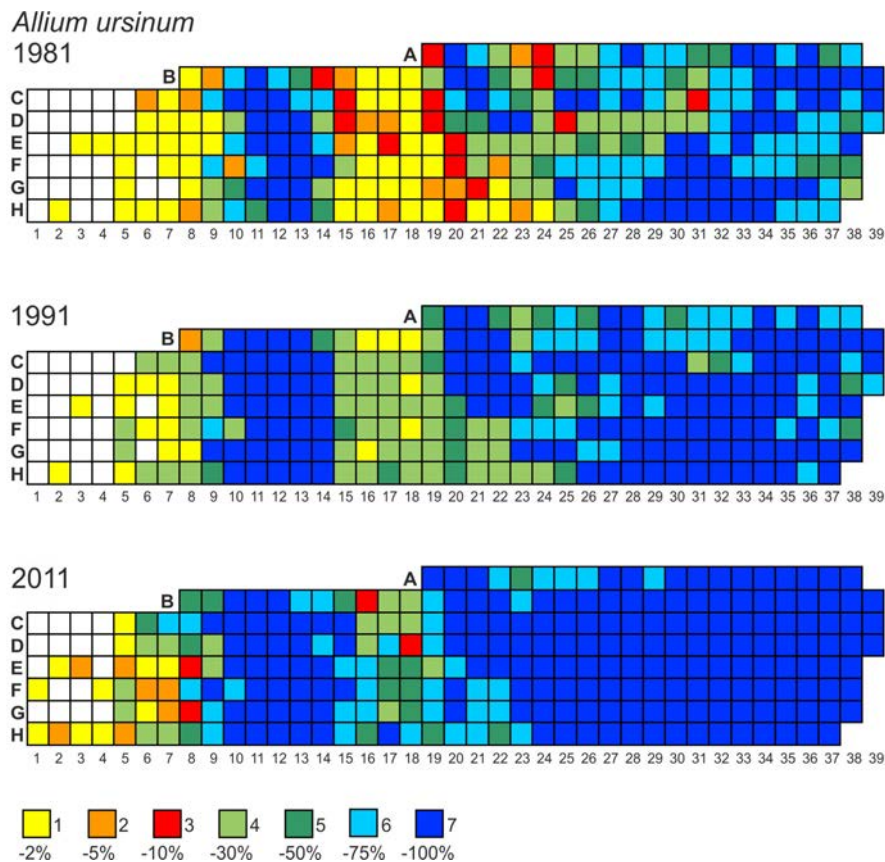 Allium ursinum
1981
A
B
C
D
E
F
G
H
1 2 3 4 5 6 7 8 9 10 11 12 13 14 15 16 17 18 19 20 21 22 23 24 25 26 27 28 29 30 31 32 33 34 35 36 37 38 39
1991
A
B
C
D
E
F
G
H
1 2 3 4 5 6 7 8 9 10 11 12 13 14 15 16 17 18 19 20 21 22 23 24 25 26 27 28 29 30 31 32 33 34 35 36 37 38 39
2011
A
B
C
D
E
F
G
H
1 2 3 4 5 6 7 8 9 10 11 12 13 14 15 16 17 18 19 20 21 22 23 24 25 26 27 28 29 30 31 32 33 34 35 36 37 38 39
1 2 3 4 5 6 7
-2% -5% -10% -30% -50% -75% -100%